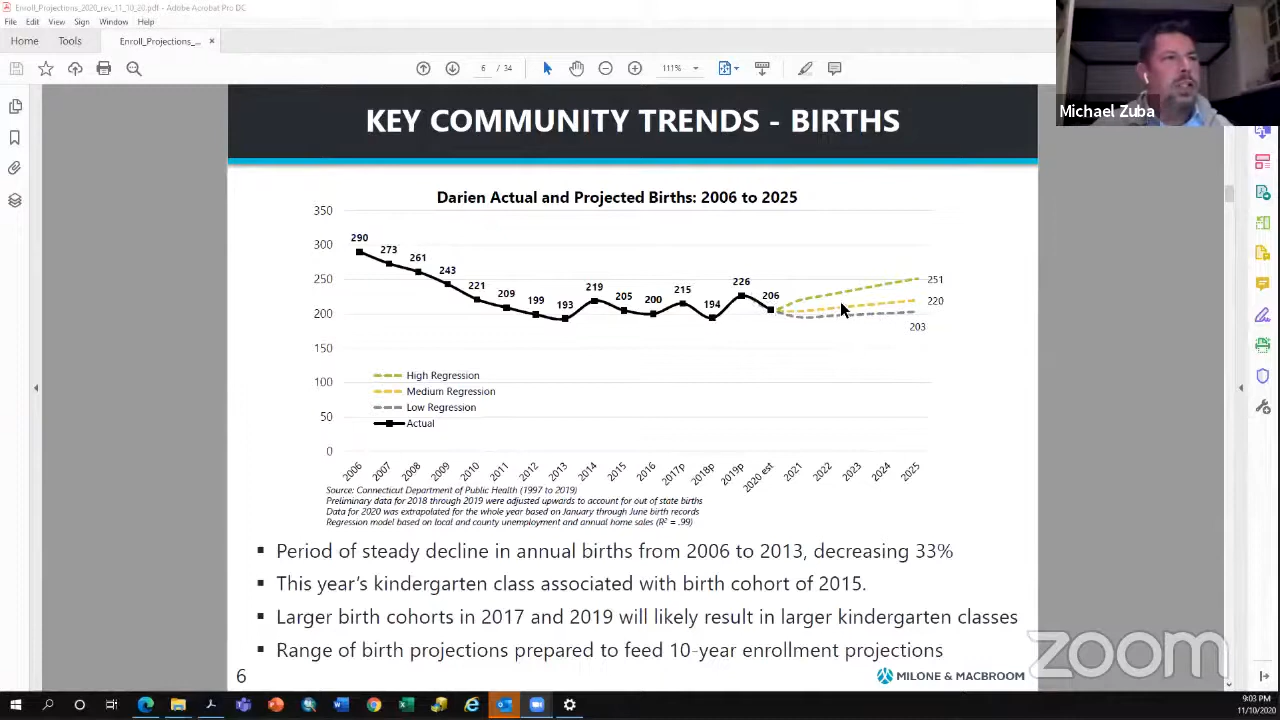 Enroll_Projections_2020_rev_11_10_20.pdf - Adobe Acrobat Pro DC
File Edit View Sign Window Help
Home Tools Enroll_Projections_... ×
6 / 34 111%
Michael Zuba
KEY COMMUNITY TRENDS - BIRTHS
Darien Actual and Projected Births: 2006 to 2025
350
300
250
200
150
100
50
0
290 273 261 243 221 209 199 193 219 205 200 215 194 226 206
251
220
203
High Regression
Medium Regression
Low Regression
Actual
2006 2007 2008 2009 2010 2011 2012 2013 2014 2015 2016 2017p 2018p 2019p 2020 est 2021 2022 2023 2024 2025
Source: Connecticut Department of Public Health (1997 to 2019)
Preliminary data for 2018 through 2019 were adjusted upwards to account for out of state births
Data for 2020 was extrapolated for the whole year based on January through June birth records
Regression model based on local and county unemployment and annual home sales (R² = .99)
▪ Period of steady decline in annual births from 2006 to 2013, decreasing 33%
▪ This year's kindergarten class associated with birth cohort of 2015.
▪ Larger birth cohorts in 2017 and 2019 will likely result in larger kindergarten classes
▪ Range of birth projections prepared to feed 10-year enrollment projections
zoom
6
MILONE & MACBROOM
9:03 PM
11/10/2020